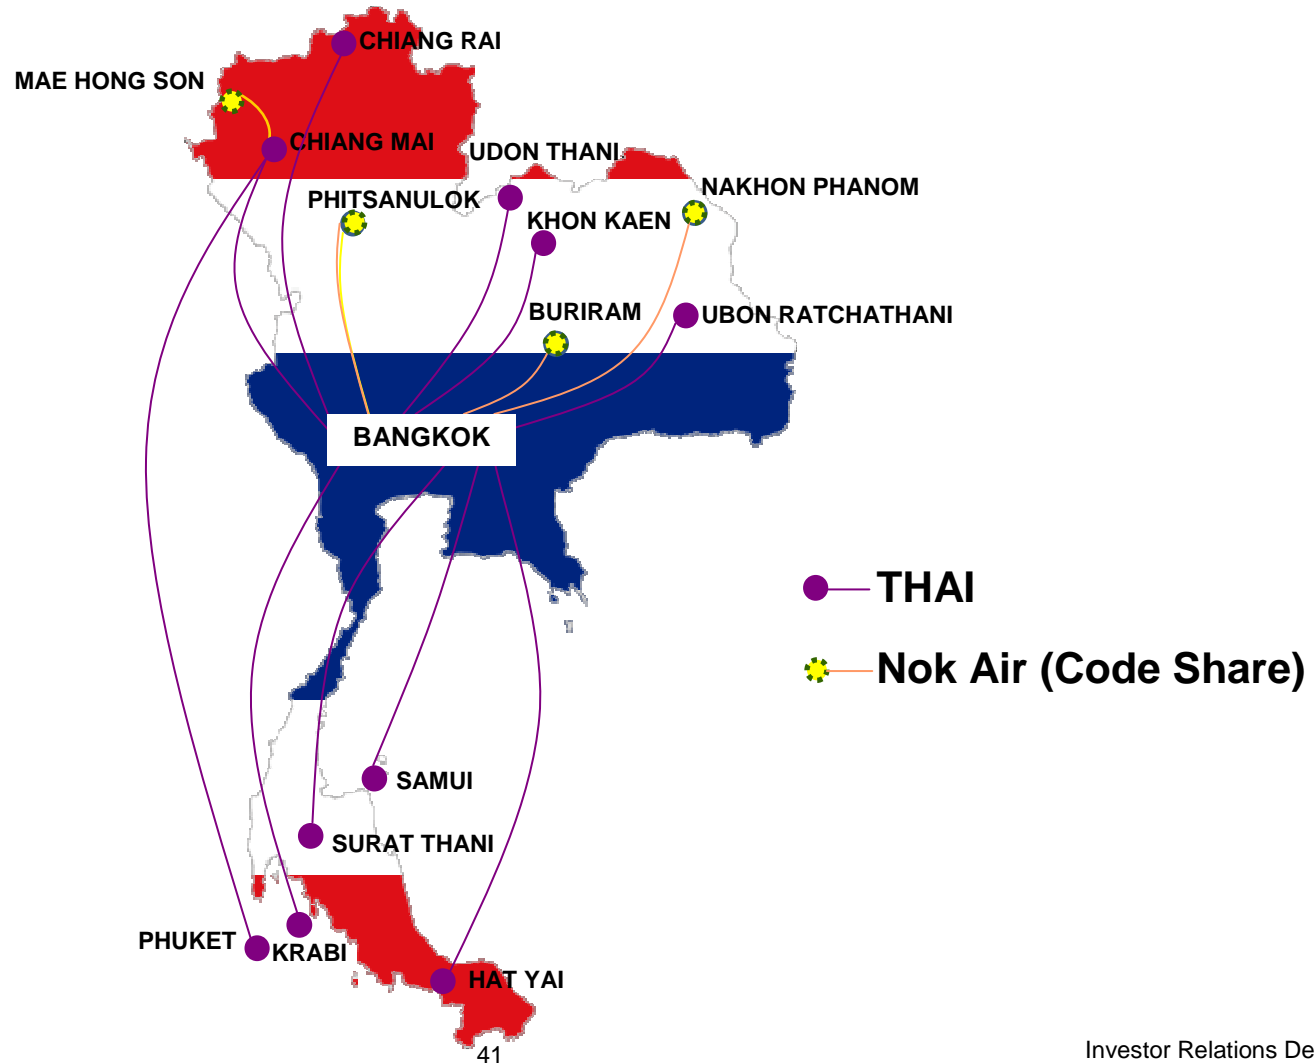 CHIANG RAI
MAE HONG SON
CHIANG MAI
UDON THANI
NAKHON PHANOM
PHITSANULOK
KHON KAEN
BURIRAM
UBON RATCHATHANI
BANGKOK
THAI
Nok Air (Code Share)
SAMUI
SURAT THANI
PHUKET
KRABI
HAT YAI
41
Investor Relations De